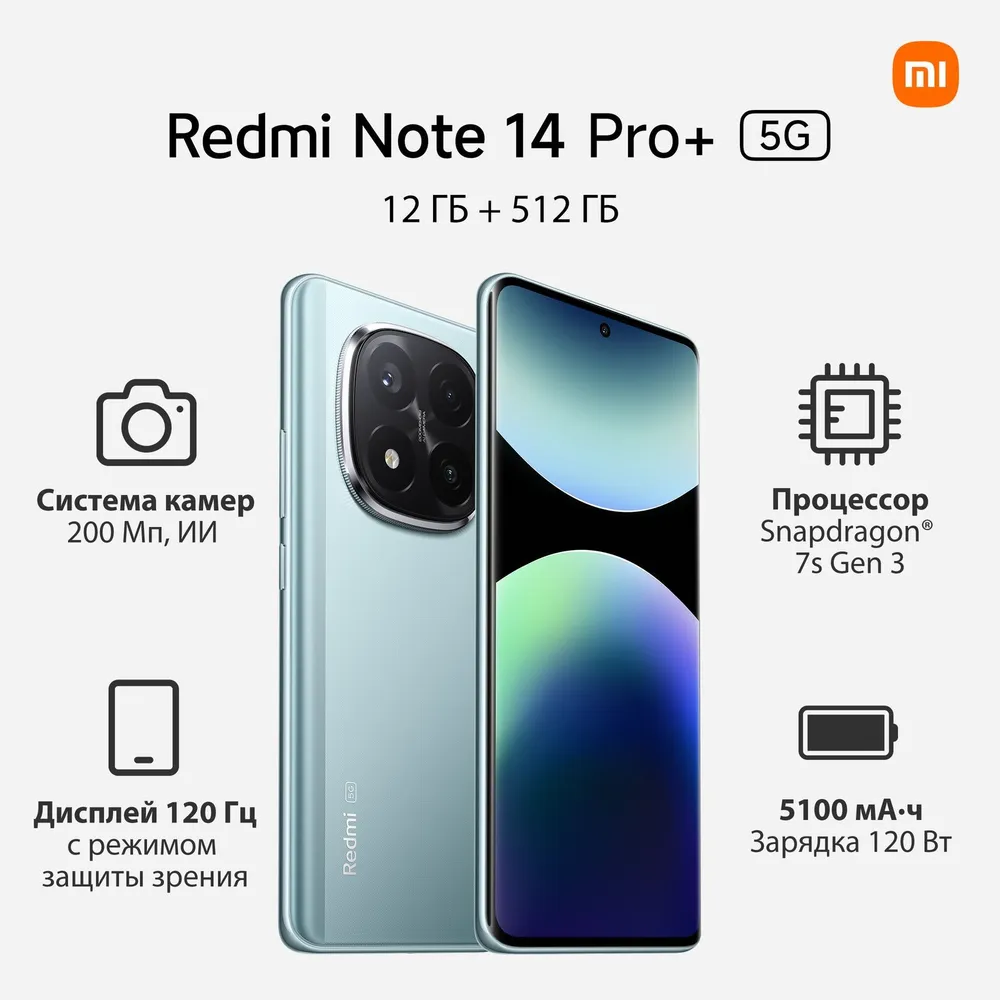 mi
Redmi Note 14 Pro+ 5G
12 ГБ + 512 ГБ
Система камер
200 Мп, ИИ
Процессор
Snapdragon®
7s Gen 3
Дисплей 120 Гц
с режимом
защиты зрения
5100 мА·ч
Зарядка 120 Вт
Redmi 5G